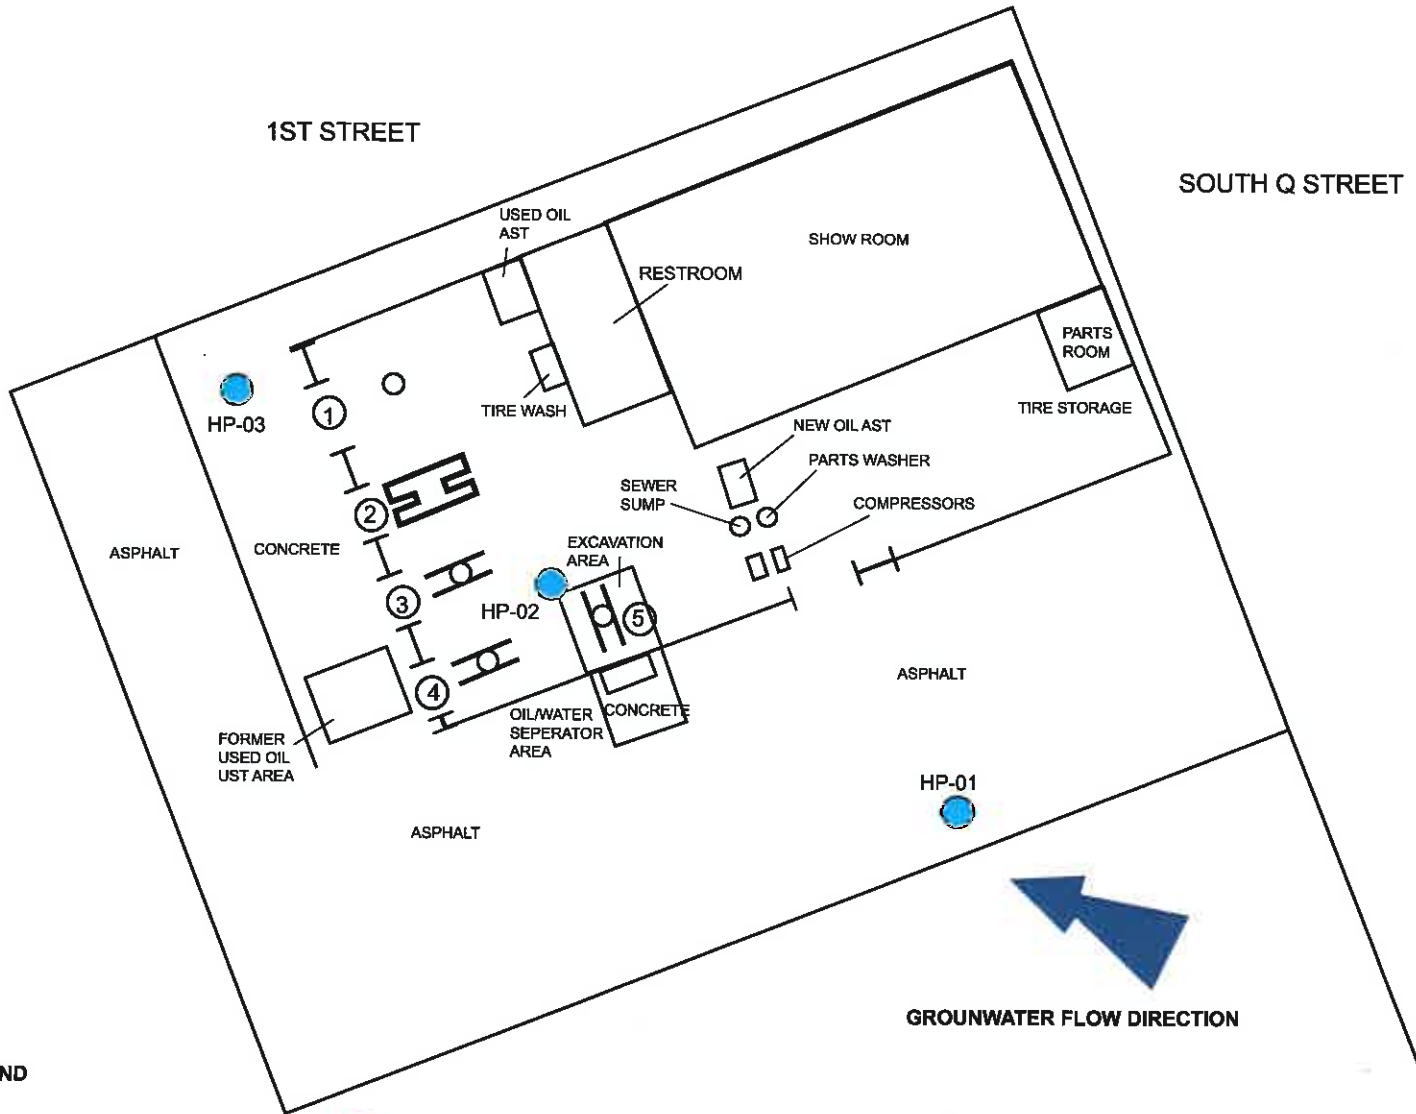 1ST STREET
SOUTH Q STREET
USED OIL
AST
SHOW ROOM
RESTROOM
PARTS
ROOM
HP-03
1
TIRE WASH
TIRE STORAGE
NEW OIL AST
PARTS WASHER
SEWER
SUMP
COMPRESSORS
2
ASPHALT
CONCRETE
EXCAVATION
AREA
3
HP-02
5
ASPHALT
4
OIL/WATER
SEPERATOR
AREA
CONCRETE
FORMER
USED OIL
UST AREA
HP-01
ASPHALT
GROUNWATER FLOW DIRECTION
ND